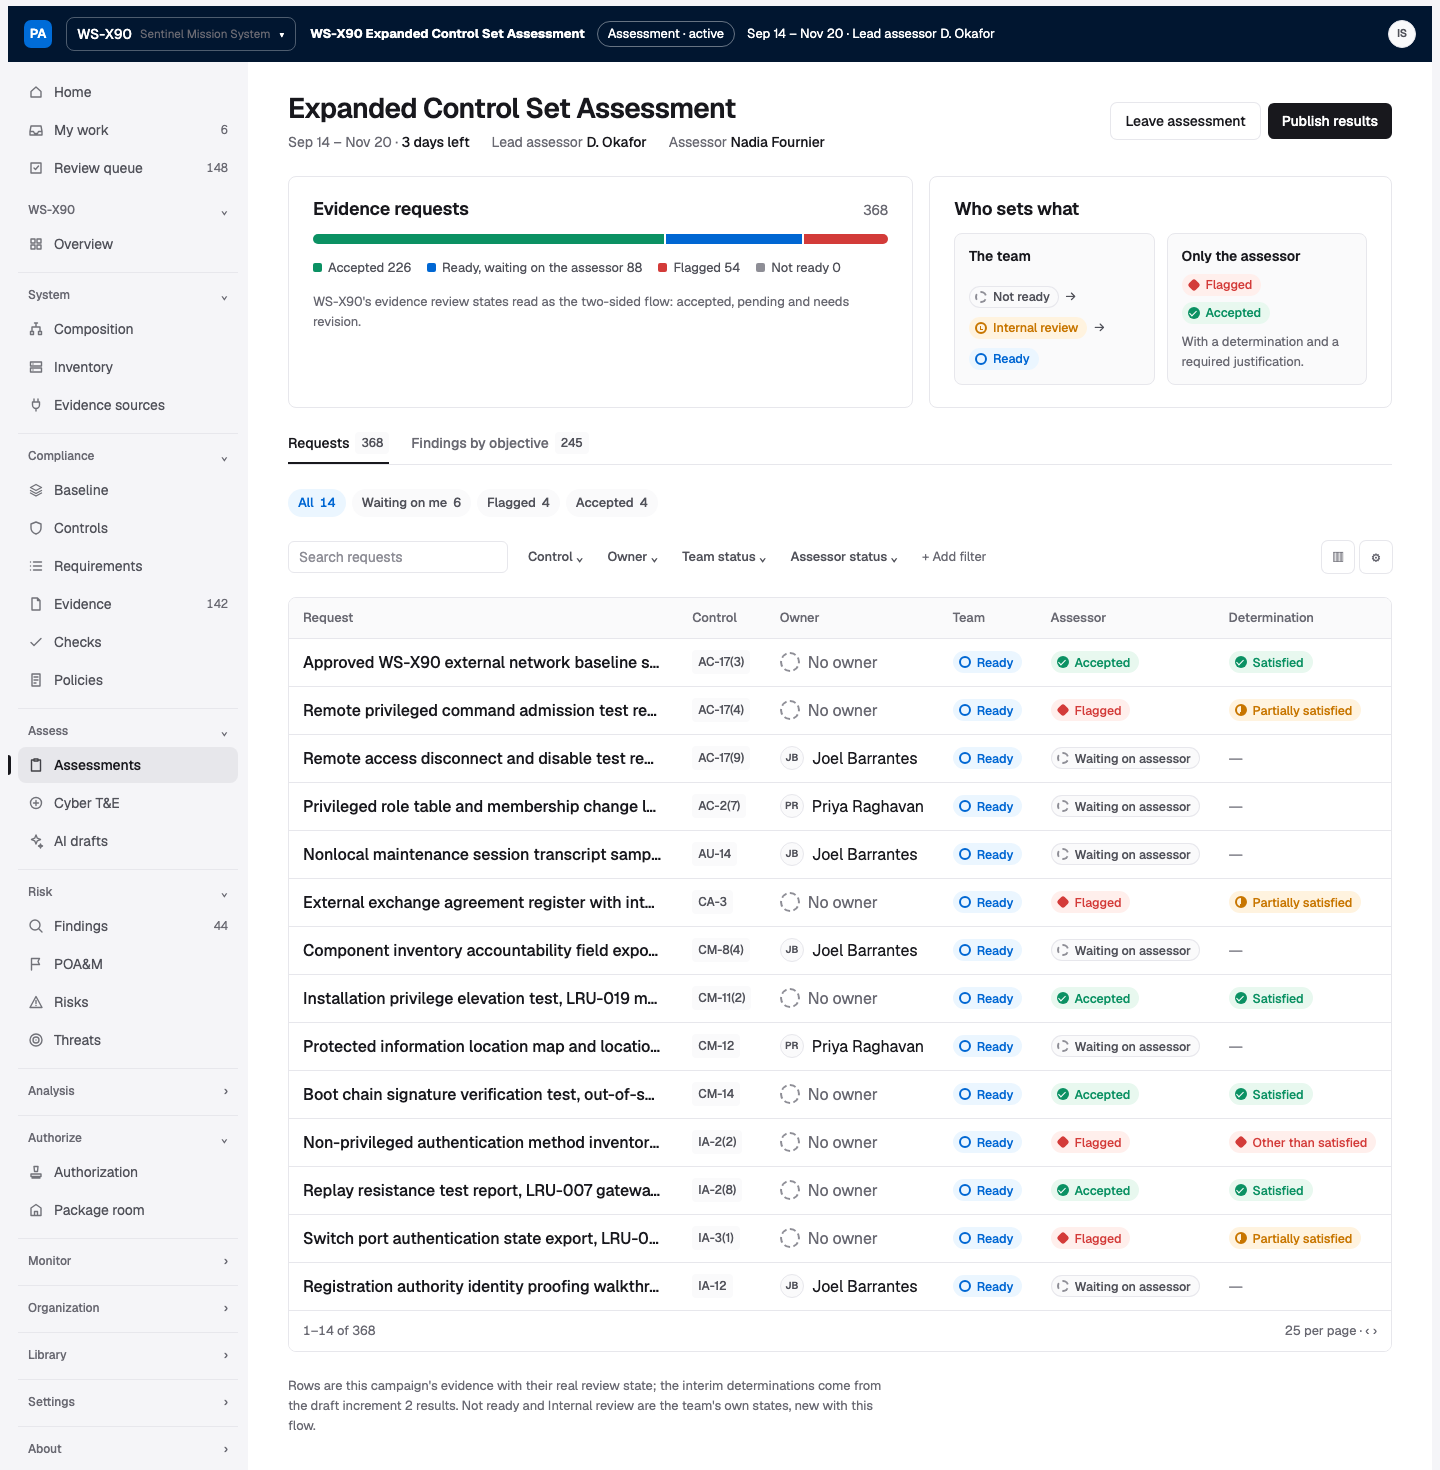 PA
WS-X90 Sentinel Mission System
WS-X90 Expanded Control Set Assessment
Assessment · active
Sep 14 – Nov 20 · Lead assessor D. Okafor
IS
Home
My work 6
Review queue 148
WS-X90
Overview
System
Composition
Inventory
Evidence sources
Compliance
Baseline
Controls
Requirements
Evidence 142
Checks
Policies
Assess
Assessments
Cyber T&E
AI drafts
Risk
Findings 44
POA&M
Risks
Threats
Analysis
Authorize
Authorization
Package room
Monitor
Organization
Library
Settings
About
Expanded Control Set Assessment
Sep 14 – Nov 20 · 3 days left Lead assessor D. Okafor Assessor Nadia Fournier
Leave assessment
Publish results
Evidence requests 368
Accepted 226 Ready, waiting on the assessor 88 Flagged 54 Not ready 0
WS-X90's evidence review states read as the two-sided flow: accepted, pending and needs
revision.
Who sets what
The team
Not ready →
Internal review →
Ready
Only the assessor
Flagged
Accepted
With a determination and a
required justification.
Requests 368 Findings by objective 245
All 14 Waiting on me 6 Flagged 4 Accepted 4
Search requests Control Owner Team status Assessor status + Add filter
Request Control Owner Team Assessor Determination
Approved WS-X90 external network baseline s... AC-17(3) No owner Ready Accepted Satisfied
Remote privileged command admission test re... AC-17(4) No owner Ready Flagged Partially satisfied
Remote access disconnect and disable test re... AC-17(9) JB Joel Barrantes Ready Waiting on assessor —
Privileged role table and membership change l... AC-2(7) PR Priya Raghavan Ready Waiting on assessor —
Nonlocal maintenance session transcript samp... AU-14 JB Joel Barrantes Ready Waiting on assessor —
External exchange agreement register with int... CA-3 No owner Ready Flagged Partially satisfied
Component inventory accountability field expo... CM-8(4) JB Joel Barrantes Ready Waiting on assessor —
Installation privilege elevation test, LRU-019 m... CM-11(2) No owner Ready Accepted Satisfied
Protected information location map and locatio... CM-12 PR Priya Raghavan Ready Waiting on assessor —
Boot chain signature verification test, out-of-s... CM-14 No owner Ready Accepted Satisfied
Non-privileged authentication method inventor... IA-2(2) No owner Ready Flagged Other than satisfied
Replay resistance test report, LRU-007 gatewa... IA-2(8) No owner Ready Accepted Satisfied
Switch port authentication state export, LRU-0... IA-3(1) No owner Ready Flagged Partially satisfied
Registration authority identity proofing walkthr... IA-12 JB Joel Barrantes Ready Waiting on assessor —
1–14 of 368 25 per page · ‹ ›
Rows are this campaign's evidence with their real review state; the interim determinations come from
the draft increment 2 results. Not ready and Internal review are the team's own states, new with this
flow.